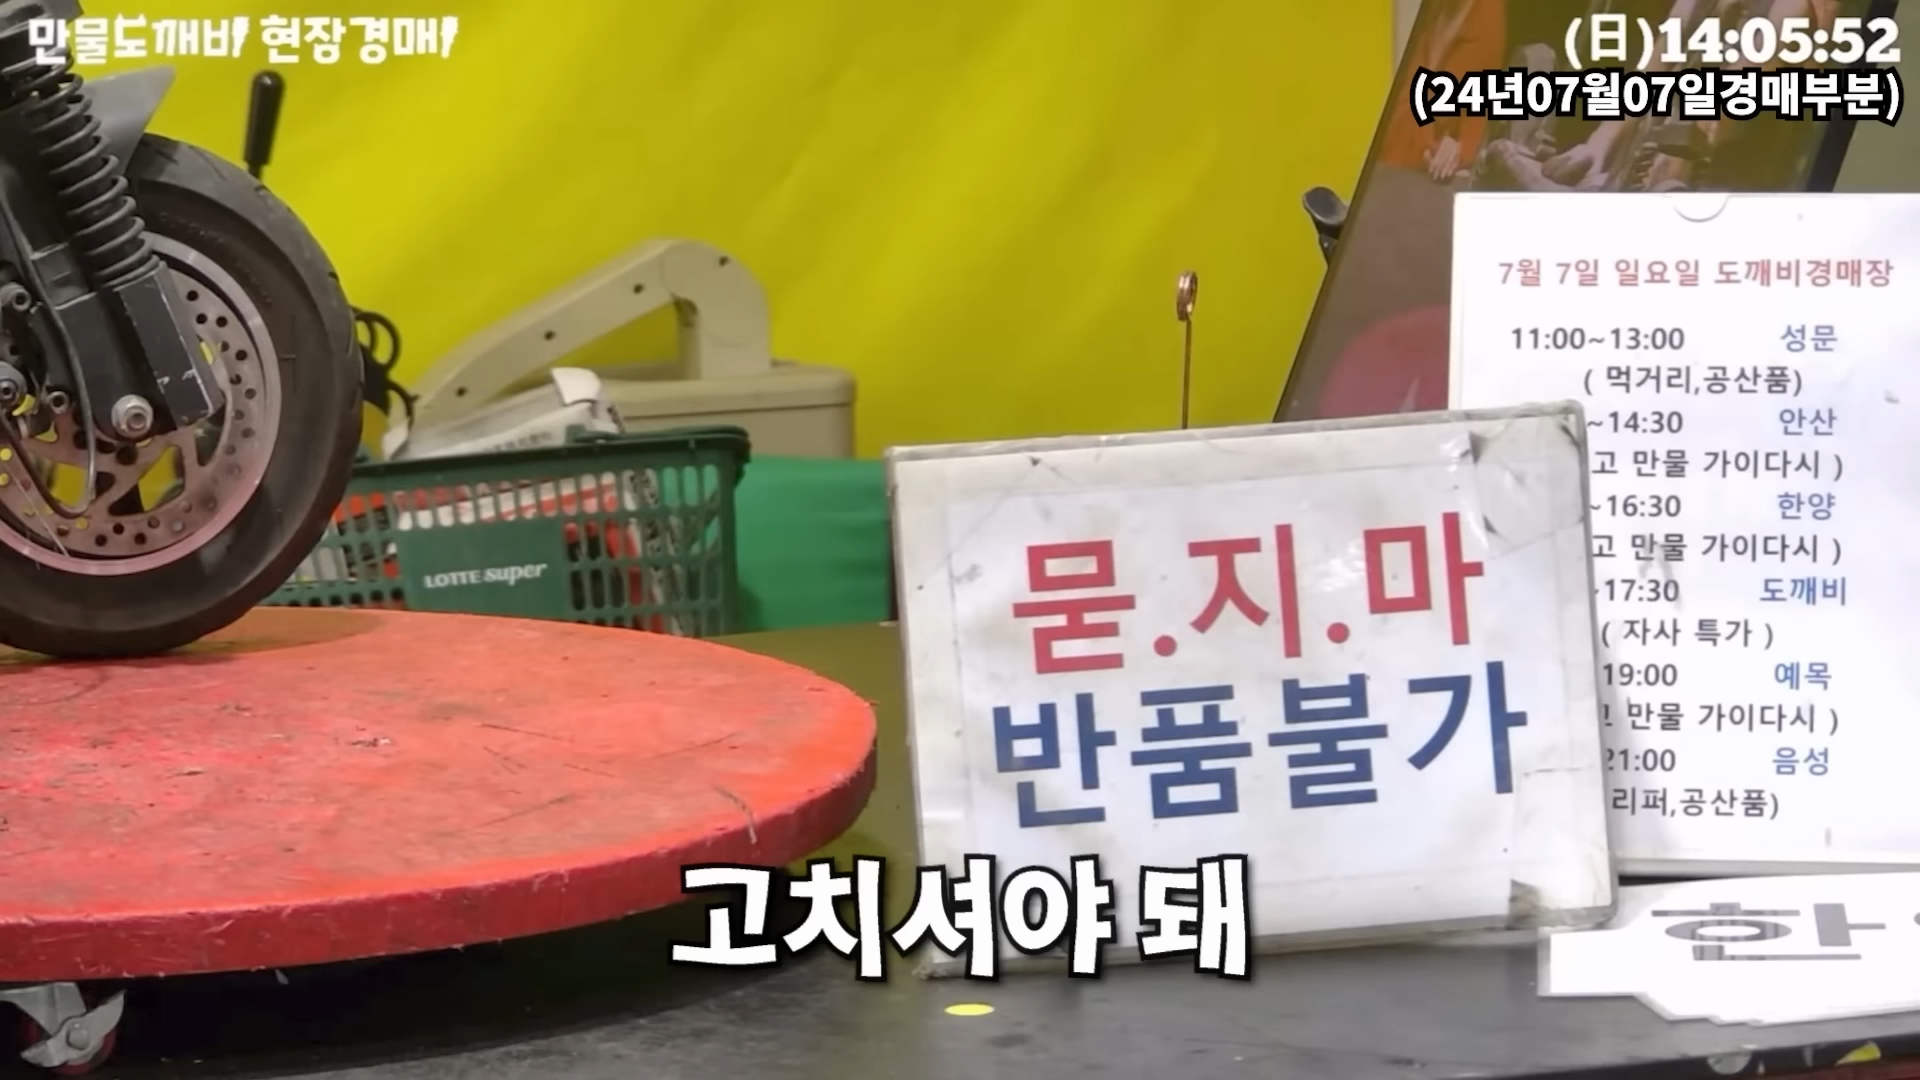 만물도깨비 현장경매
(日)14:05:52
(24년07월07일경매부분)
7월 7일 일요일 도깨비경매장
11:00~13:00 성문
( 먹거리,공산품)
~14:30 안산
고 만물 가이다시 )
~16:30 한양
고 만물 가이다시 )
~17:30 도깨비
( 자사 특가 )
19:00 예목
고 만물 가이다시 )
21:00 음성
리퍼,공산품)
LOTTE super
묻.지.마
반품불가
고치셔야 돼
한